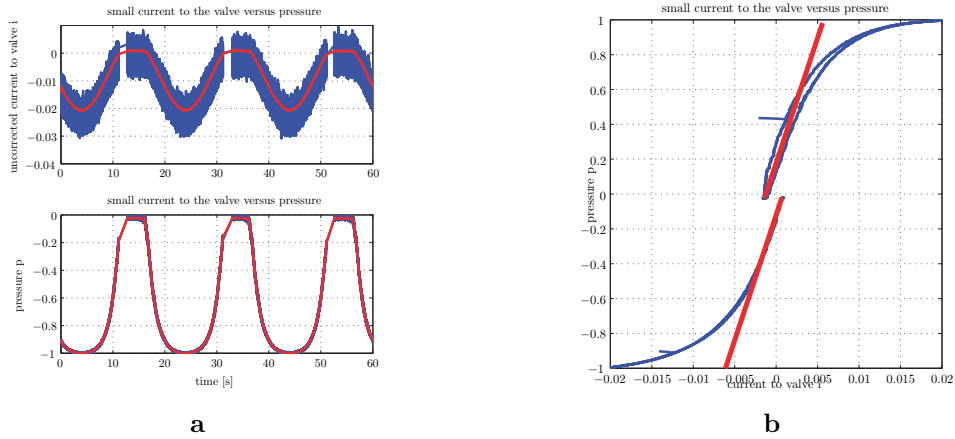 small current to the valve versus pressure
uncorrected current to valve i
0
−0.01
−0.02
−0.03
−0.04
0 10 20 30 40 50 60
small current to the valve versus pressure
pressure p
0
−0.2
−0.4
−0.6
−0.8
−1
0 10 20 30 40 50 60
time [s]
a
small current to the valve versus pressure
pressure p
1
0.8
0.6
0.4
0.2
0
−0.2
−0.4
−0.6
−0.8
−1
−0.02 −0.015 −0.01 −0.005 0 0.005 0.01 0.015 0.02
current to valve i
b